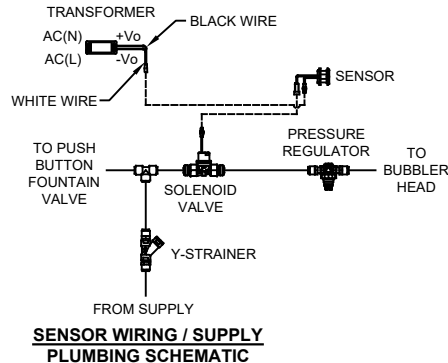 TRANSFORMER
BLACK WIRE
AC(N)
+Vo
AC(L)
-Vo
SENSOR
WHITE WIRE
TO PUSH
BUTTON
FOUNTAIN
VALVE
SOLENOID
VALVE
PRESSURE
REGULATOR
TO
BUBBLER
HEAD
Y-STRAINER
FROM SUPPLY
SENSOR WIRING / SUPPLY
PLUMBING SCHEMATIC